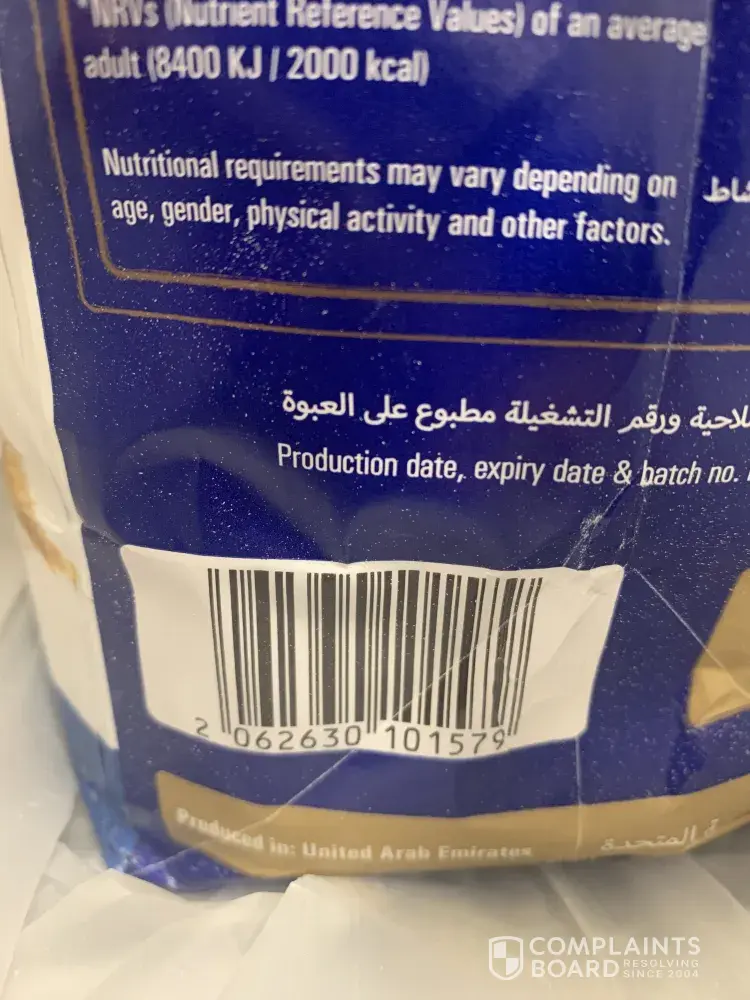 *NRVs (Nutrient Reference Values) of an average
adult (8400 KJ / 2000 kcal)
Nutritional requirements may vary depending on
age, gender, physical activity and other factors.
ورقم التشغيلة مطبوع على العبوة
Production date, expiry date & batch no.
2 062630 101579
Produced in: United Arab Emirates
المتحدة
COMPLAINTS
BOARD RESOLVING SINCE 2004